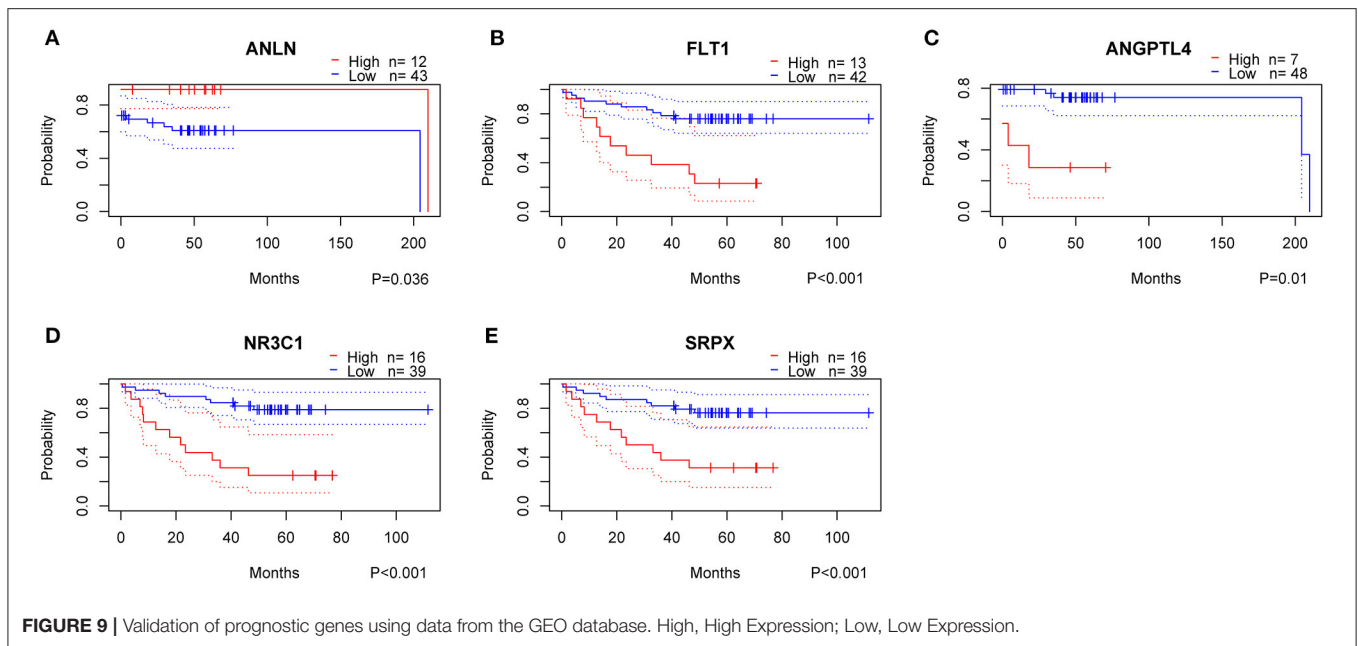 A
ANLN
High n= 12
Low n= 43
Probability
0.0 0.4 0.8
0 50 100 150 200
Months
P=0.036
B
FLT1
High n= 13
Low n= 42
Probability
0.0 0.4 0.8
0 20 40 60 80 100
Months
P<0.001
C
ANGPTL4
High n= 7
Low n= 48
Probability
0.0 0.4 0.8
0 50 100 150 200
Months
P=0.01
D
NR3C1
High n= 16
Low n= 39
Probability
0.0 0.4 0.8
0 20 40 60 80 100
Months
P<0.001
E
SRPX
High n= 16
Low n= 39
Probability
0.0 0.4 0.8
0 20 40 60 80 100
Months
P<0.001
FIGURE 9 | Validation of prognostic genes using data from the GEO database. High, High Expression; Low, Low Expression.